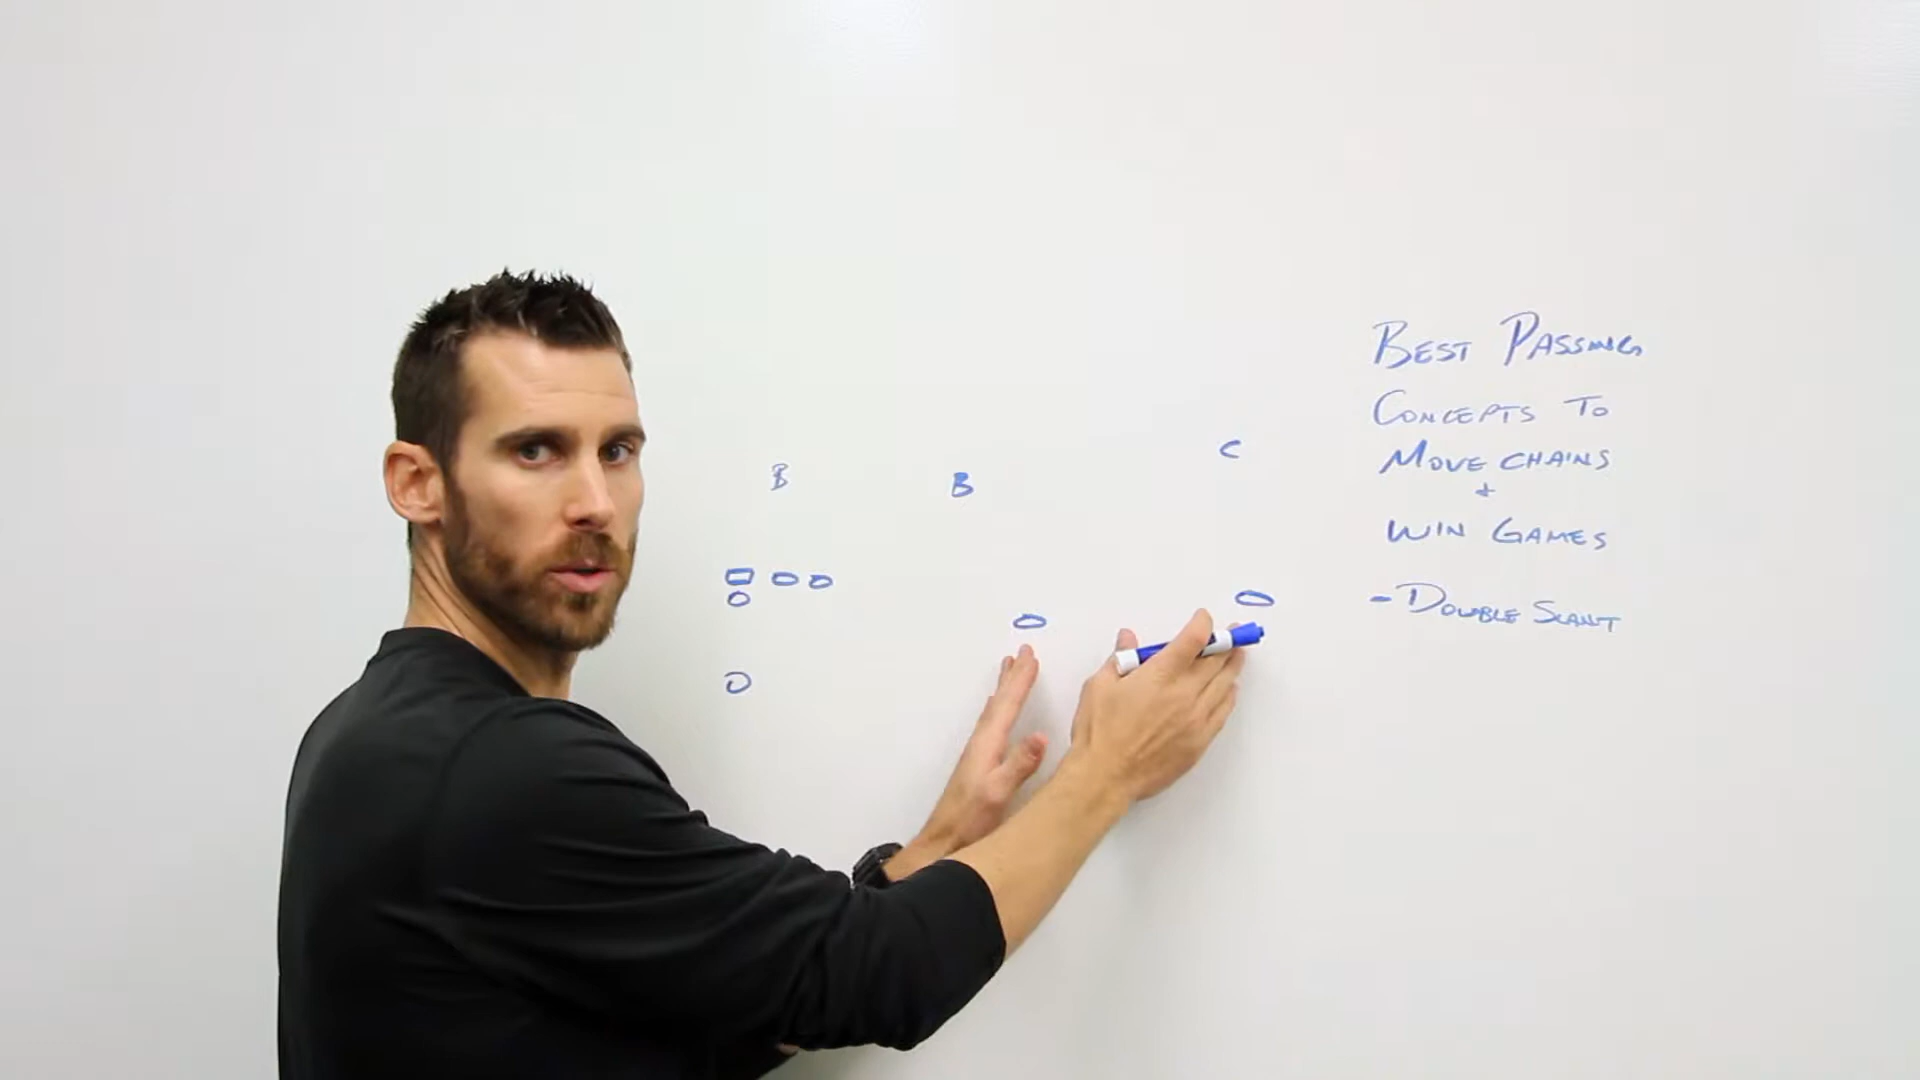 B
B
C
BEST PASSING
CONCEPTS TO
MOVE CHAINS
+
WIN GAMES
- DOUBLE SLANT